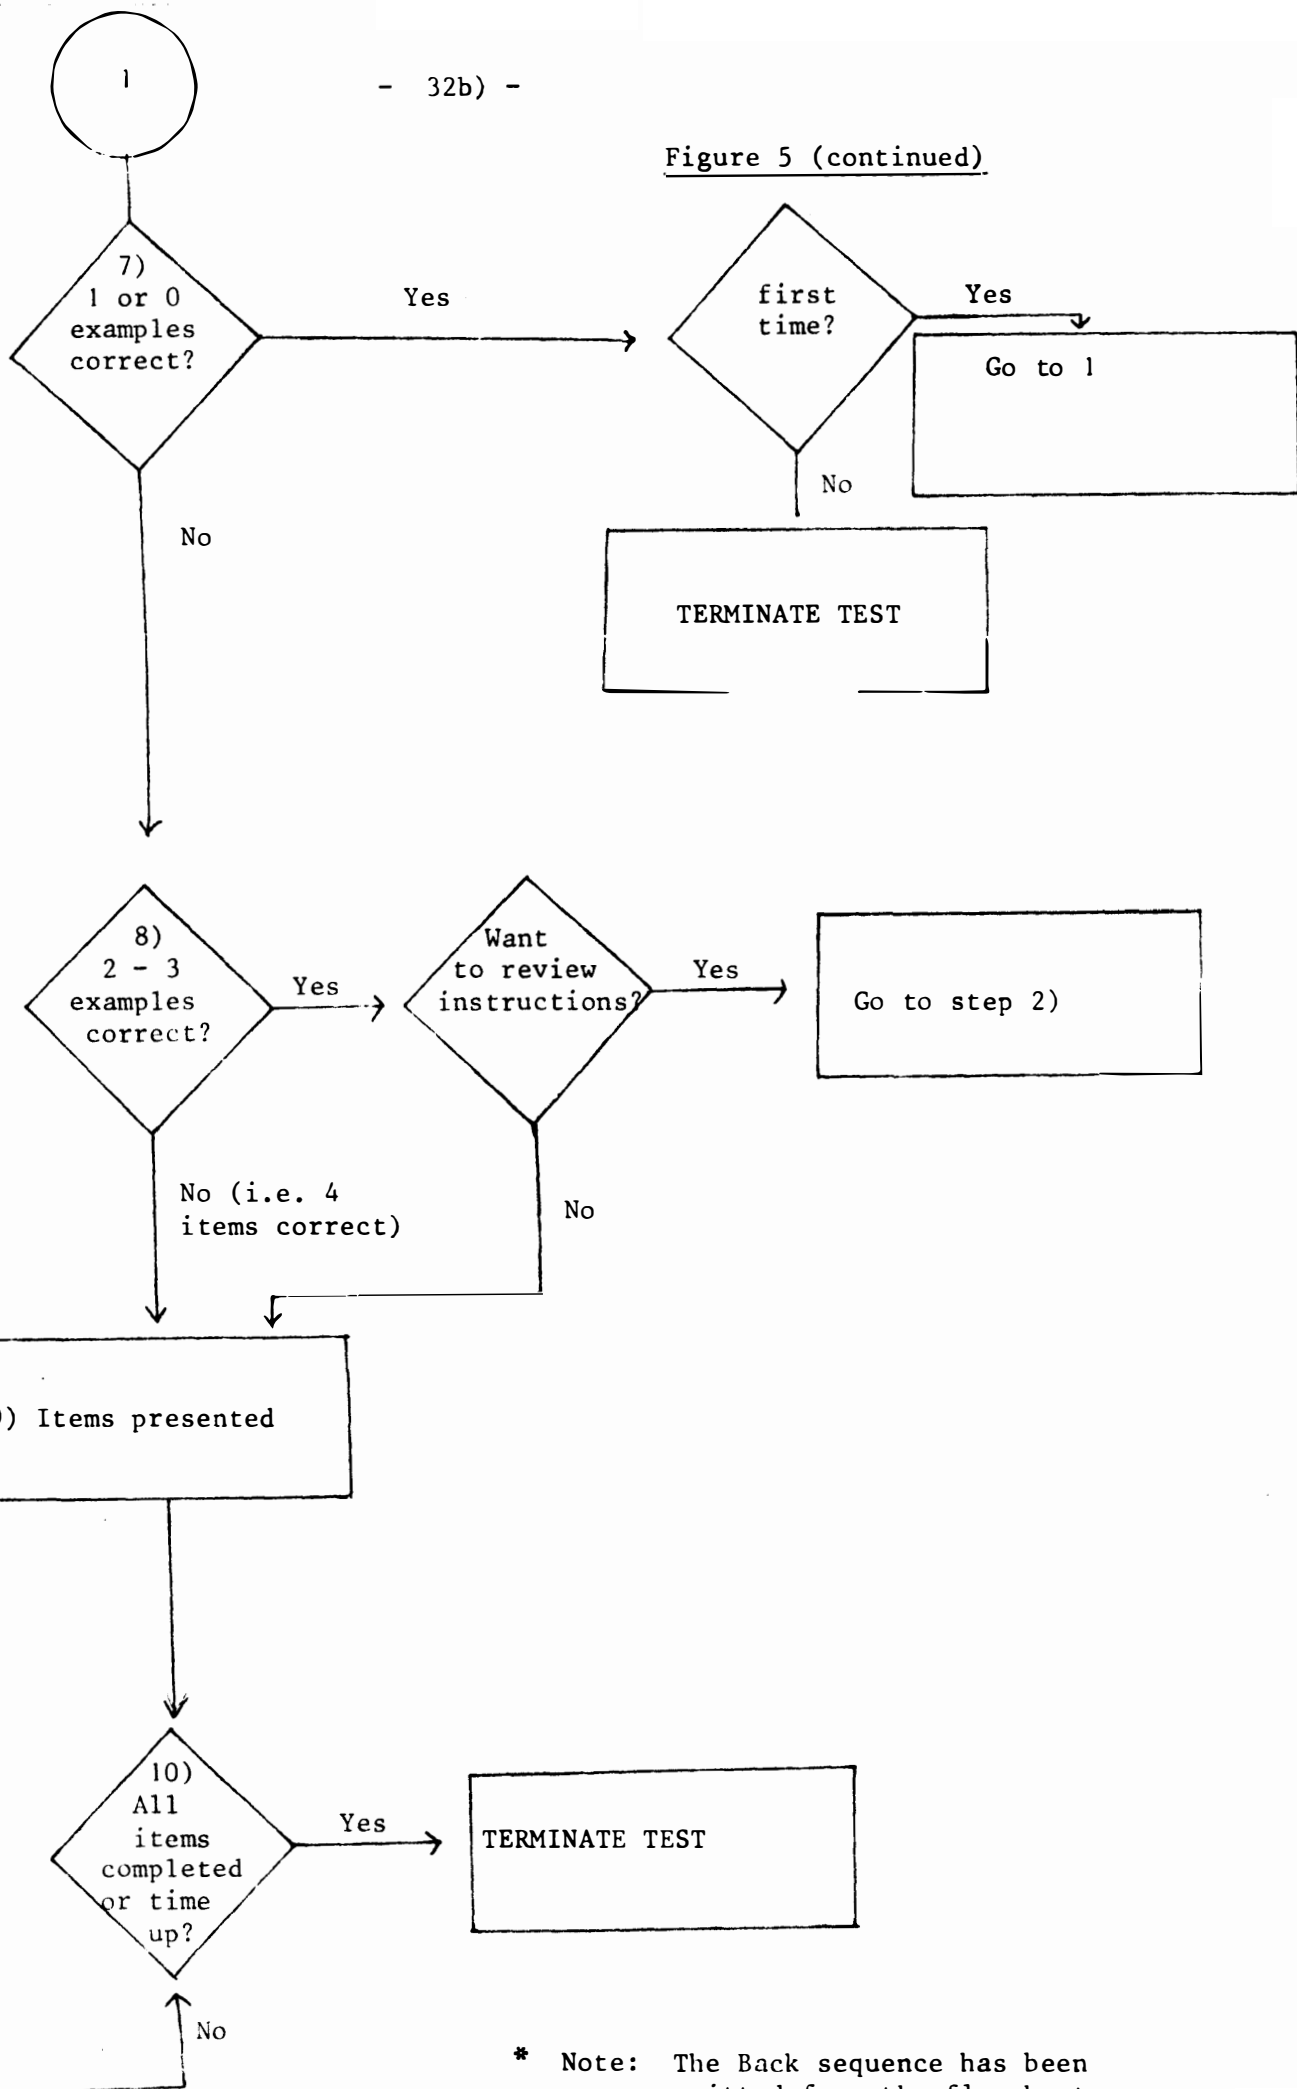 1
- 32b) -
Figure 5 (continued)
7)
1 or 0
examples
correct?
Yes
first
time?
Yes
Go to 1
No
No
TERMINATE TEST
8)
2 - 3
examples
correct?
Yes
Want
to review
instructions?
Yes
Go to step 2)
No (i.e. 4
items correct)
No
) Items presented
10)
All
items
completed
or time
up?
Yes
TERMINATE TEST
No
* Note: The Back sequence has been